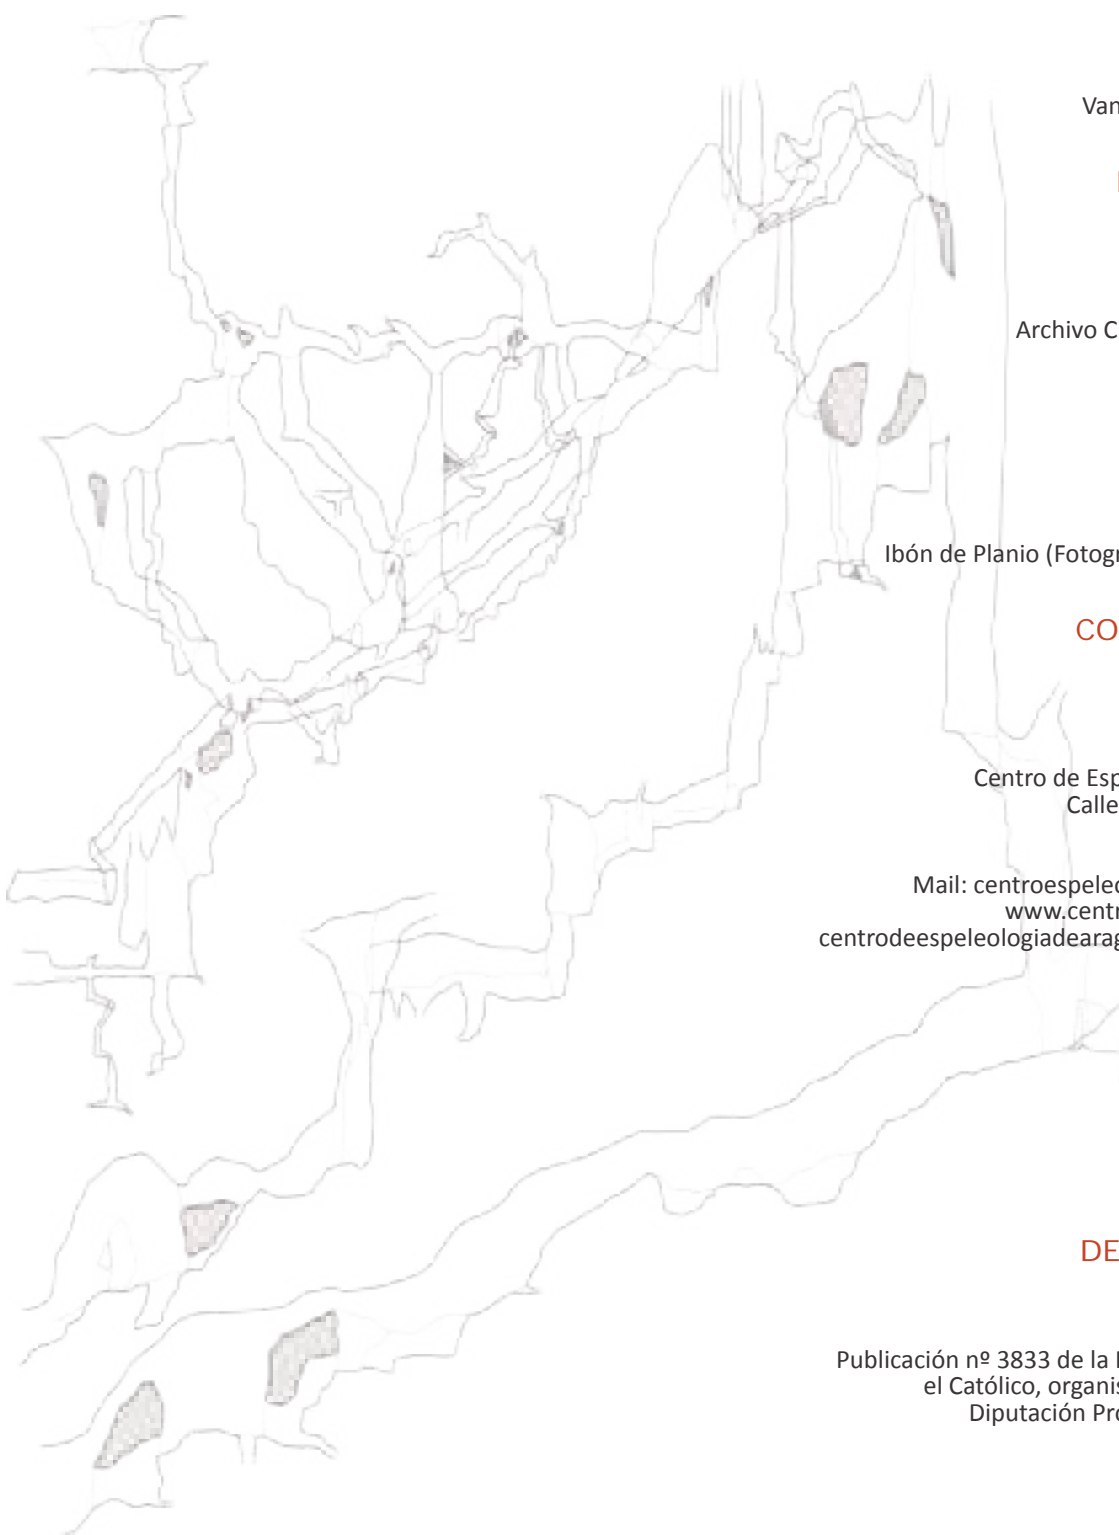 Van
Archivo C
Ibón de Planio (Fotogr
CO
Centro de Esp
Calle
Mail: centroespeleo
www.centr
centrodeespeleologiadearag
DE
Publicación nº 3833 de la
el Católico, organis
Diputación Pro